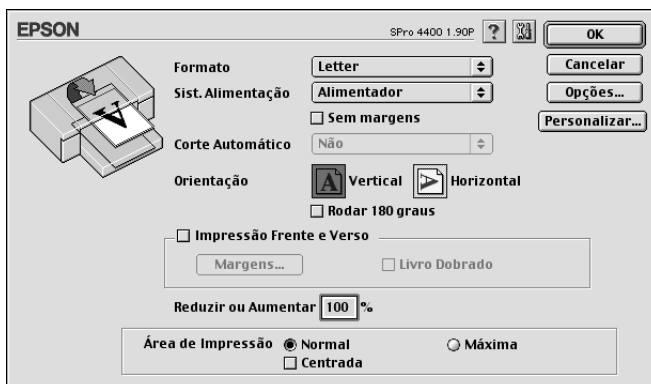 EPSON
SPro 4400 1.90P ? OK
Formato Letter Cancelar
Sist. Alimentação Alimentador Opções...
Sem margens Personalizar...
Corte Automático Não
Orientação A Vertical A Horizontal
Rodar 180 graus
Impressão Frente e Verso
Margens... Livro Dobrado
Reduzir ou Aumentar 100 %
Área de Impressão Normal Máxima
Centrada